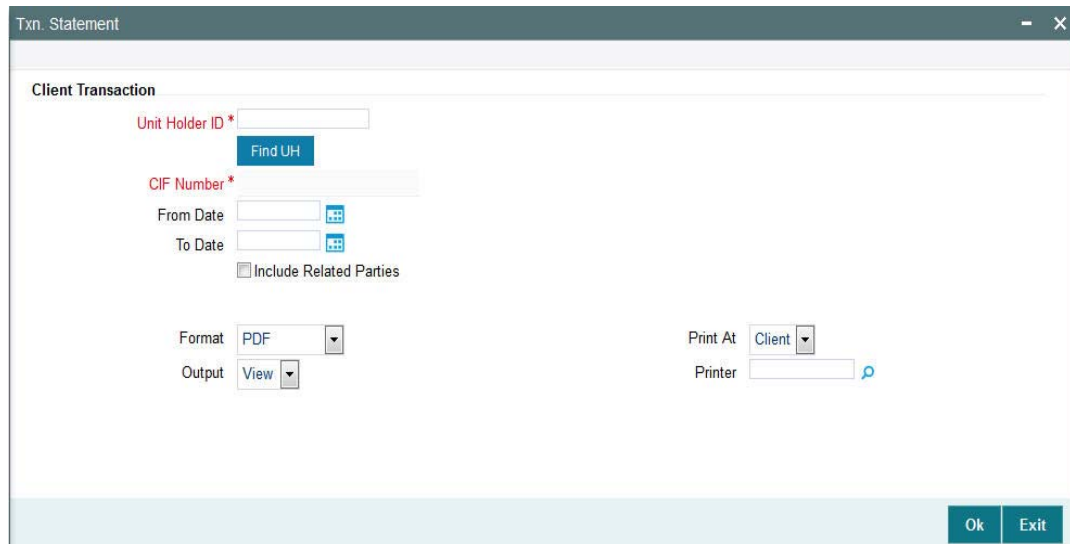 Txn. Statement
Client Transaction
Unit Holder ID *
Find UH
CIF Number *
From Date
To Date
Include Related Parties
Format PDF Print At Client
Output View Printer
Ok Exit